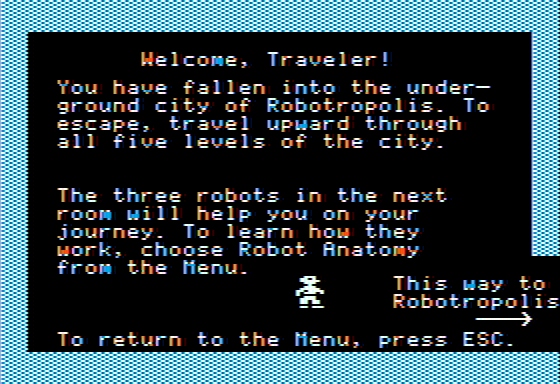 Welcome, Traveler!
You have fallen into the under-
ground city of Robotropolis. To
escape, travel upward through
all five levels of the city.
The three robots in the next
room will help you on your
journey. To learn how they
work, choose Robot Anatomy
from the Menu.
This way to
Robotropolis
To return to the Menu, press ESC.